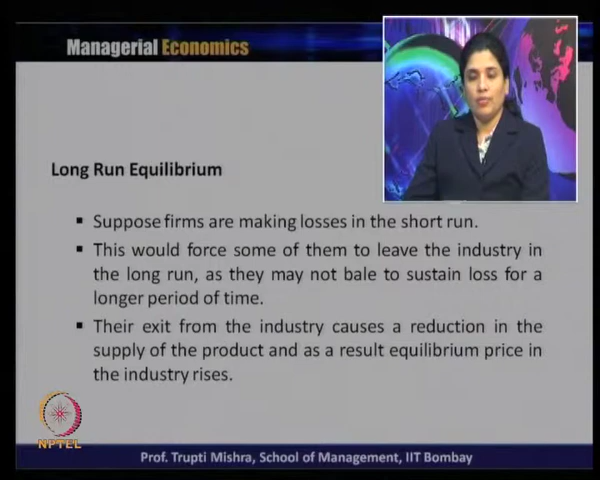 Managerial Economics
Long Run Equilibrium
▪ Suppose firms are making losses in the short run.
▪ This would force some of them to leave the industry in
the long run, as they may not bale to sustain loss for a
longer period of time.
▪ Their exit from the industry causes a reduction in the
supply of the product and as a result equilibrium price in
the industry rises.
NPTEL
Prof. Trupti Mishra, School of Management, IIT Bombay